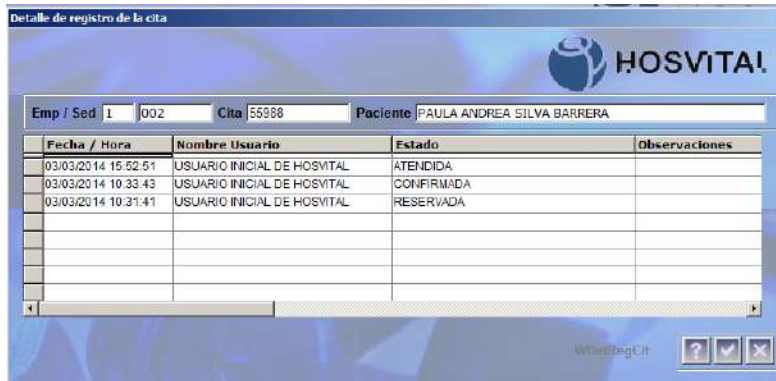 Detalle de registro de la cita
HOSVITAL
Emp / Sed 1 002 Cita 55988 Paciente PAULA ANDREA SILVA BARRERA
Fecha / Hora Nombre Usuario Estado Observaciones
03/03/2014 15:52:51 USUARIO INICIAL DE HOSVITAL ATENDIDA
03/03/2014 10:33:43 USUARIO INICIAL DE HOSVITAL CONFIRMADA
03/03/2014 10:31:41 USUARIO INICIAL DE HOSVITAL RESERVADA
?